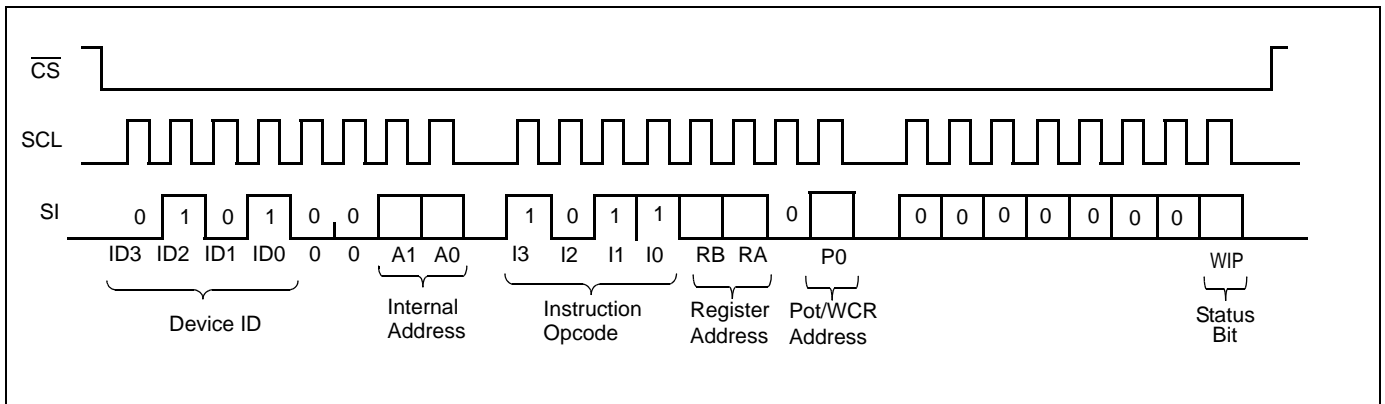 CS
SCL
SI 0 1 0 1 0 0 1 0 1 1 0 0 0 0 0 0 0 0
ID3 ID2 ID1 ID0 0 0 A1 A0 I3 I2 I1 I0 RB RA P0 WIP
Device ID
Internal
Address
Instruction
Opcode
Register
Address
Pot/WCR
Address
Status
Bit